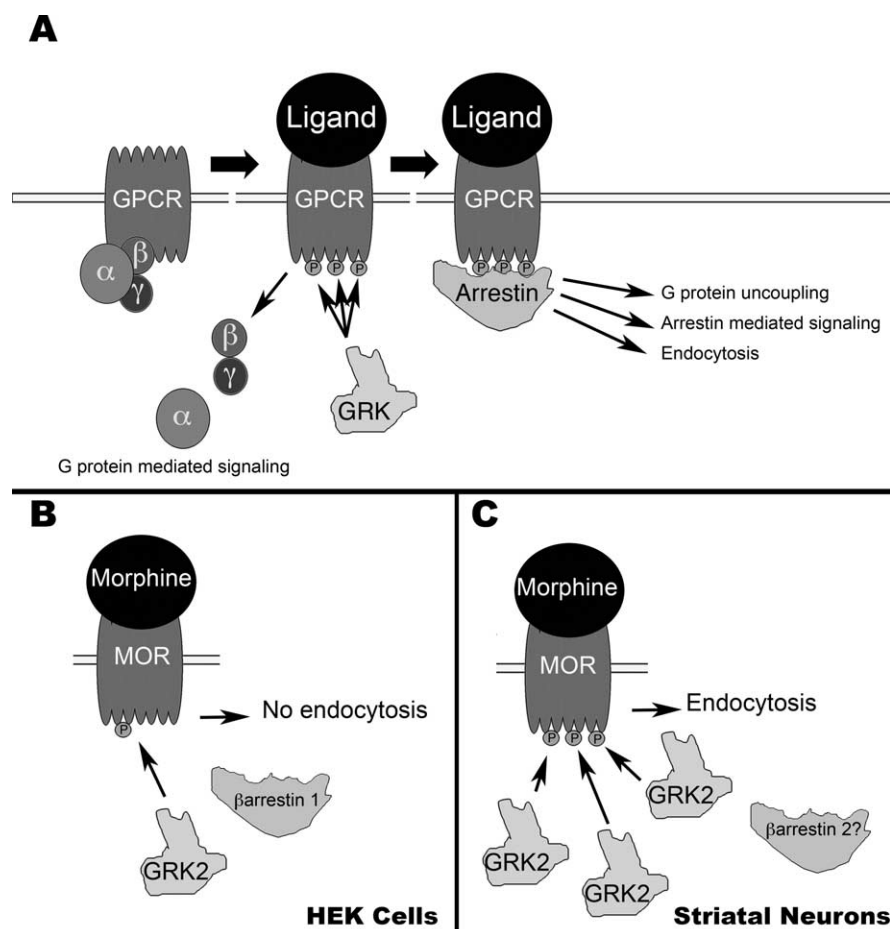 A
Ligand
Ligand
GPCR
GPCR
GPCR
α
β
γ
P P P
P P P
Arrestin
G protein uncoupling
Arrestin mediated signaling
Endocytosis
β
γ
α
GRK
G protein mediated signaling
B
Morphine
MOR
P
No endocytosis
βarrestin 1
GRK2
HEK Cells
C
Morphine
MOR
P P P
Endocytosis
GRK2
GRK2
GRK2
βarrestin 2?
Striatal Neurons